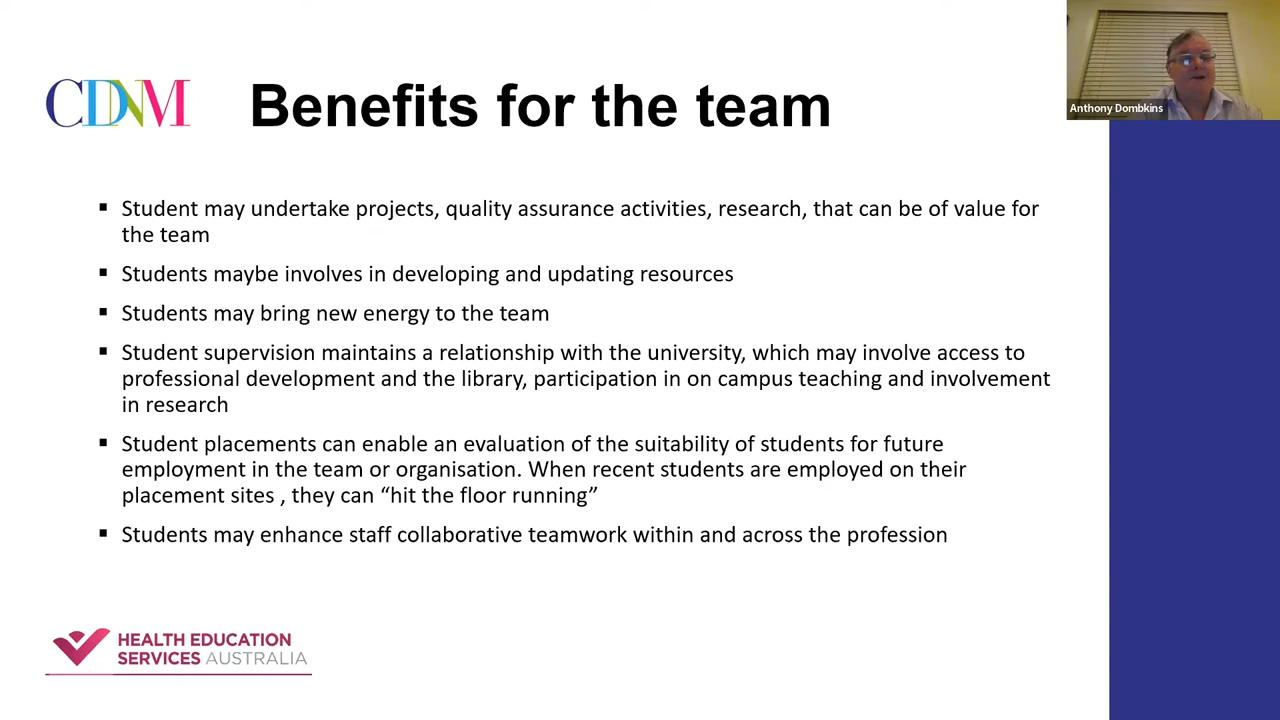 CDNM
Benefits for the team
Anthony Dombkins
▪ Student may undertake projects, quality assurance activities, research, that can be of value for
the team
▪ Students maybe involves in developing and updating resources
▪ Students may bring new energy to the team
▪ Student supervision maintains a relationship with the university, which may involve access to
professional development and the library, participation in on campus teaching and involvement
in research
▪ Student placements can enable an evaluation of the suitability of students for future
employment in the team or organisation. When recent students are employed on their
placement sites , they can “hit the floor running”
▪ Students may enhance staff collaborative teamwork within and across the profession
HEALTH EDUCATION
SERVICES AUSTRALIA